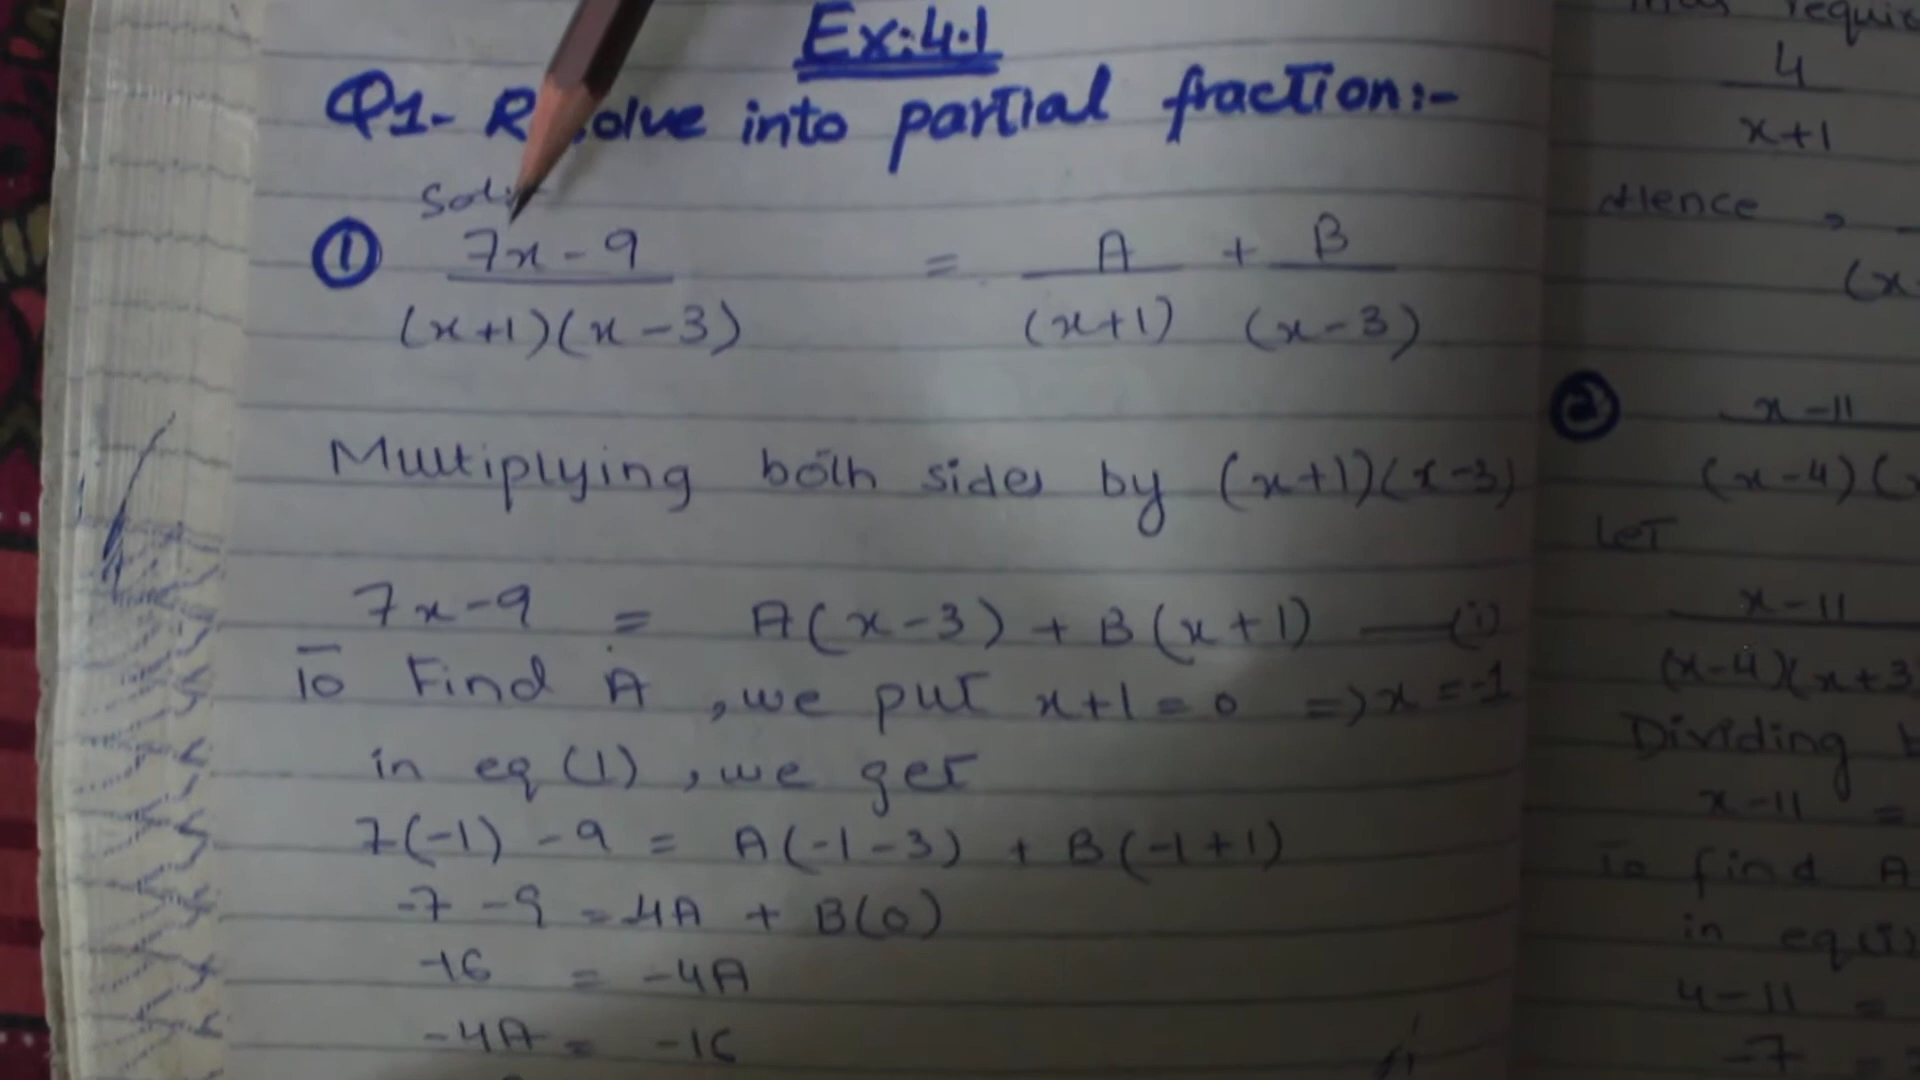 Ex:4.1
Q1- R olve into partial fraction:-
Sol:
① 7x-9 = A + B
(x+1)(x-3) (x+1) (x-3)
Multiplying both sides by (x+1)(x-3)
7x-9 = A(x-3) + B(x+1) —(i)
To Find A, we put x+1=0 => x=-1
in eq (1), we get
7(-1) -9 = A(-1-3) + B(-1+1)
-7 -9 = 4A + B(0)
-16 = -4A
-4A = -16
4
x+1
Hence,
(x-
② x-11
(x-4)(
Let
x-11
(x-4)(x+3)
Dividing b
x-11 =
To find A
in eq(i)
4-11 =
-7 =